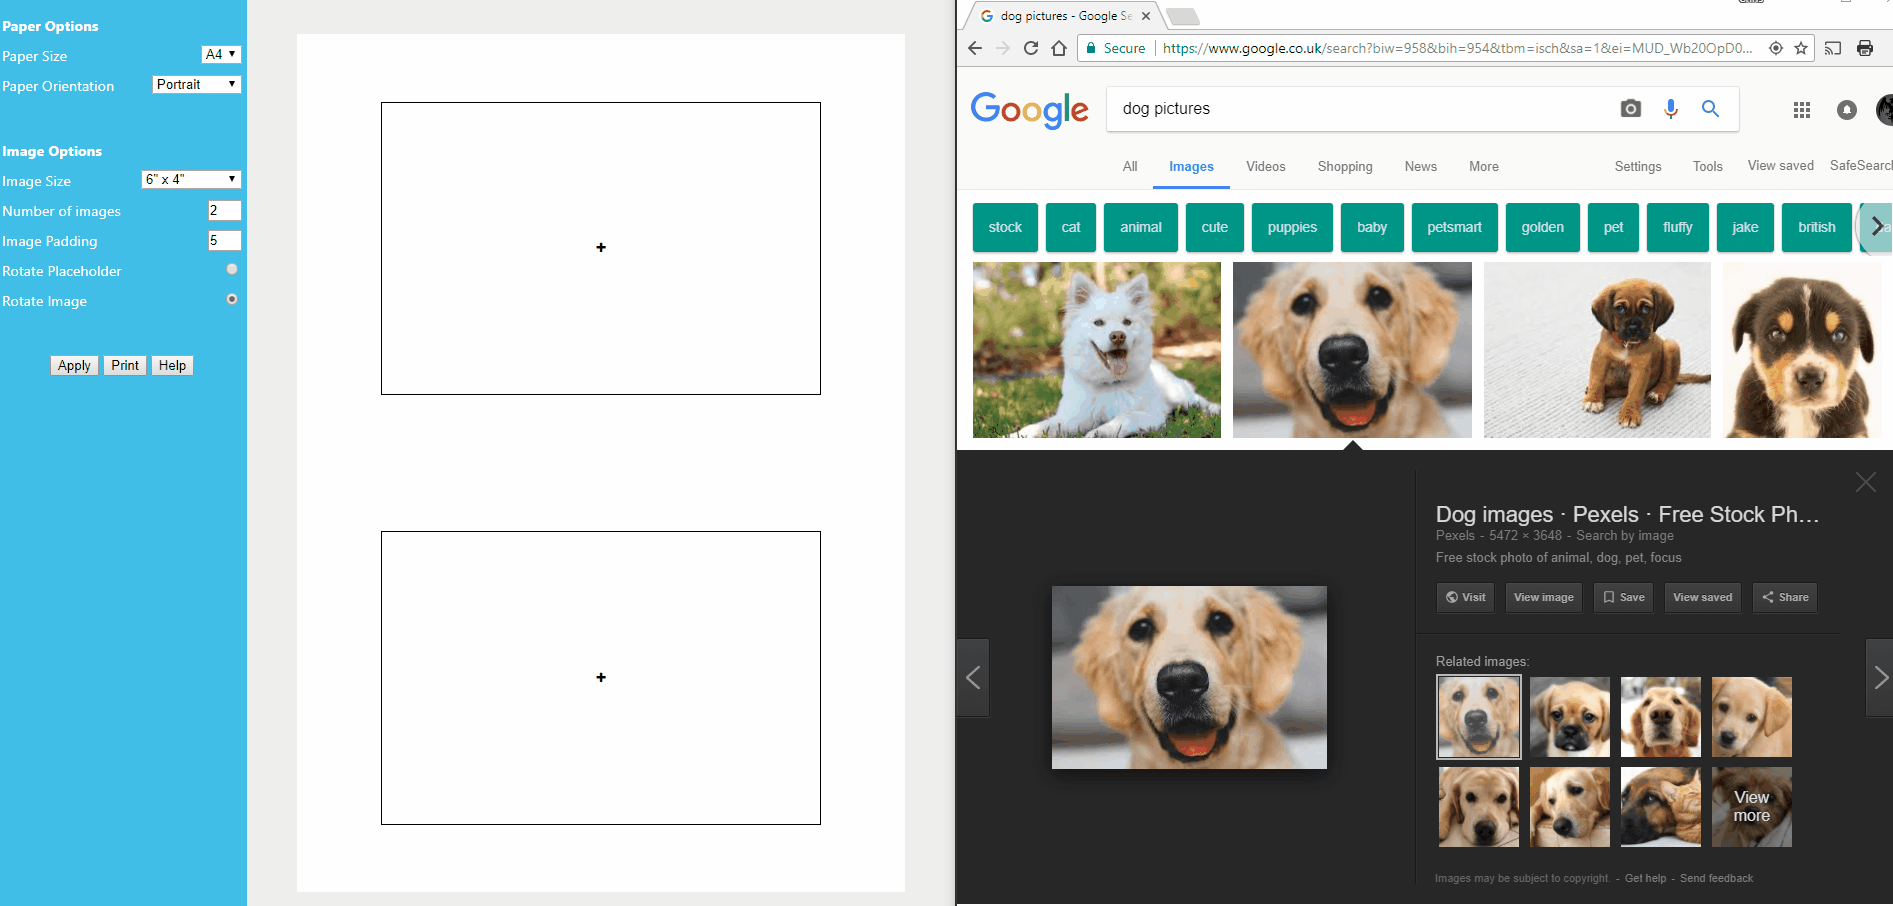 Paper Options
Paper Size
A4
Paper Orientation
Portrait
Image Options
Image Size
6" x 4"
Number of images
2
Image Padding
5
Rotate Placeholder
Rotate Image
Apply Print Help
+
+
dog pictures - Google Se
Secure https://www.google.co.uk/search?biw=958&bih=954&tbm=isch&sa=1&ei=MUD_Wb20OpD0...
Google
dog pictures
All Images Videos Shopping News More Settings Tools View saved SafeSearch
stock cat animal cute puppies baby petsmart golden pet fluffy jake british
Dog images · Pexels · Free Stock Ph...
Pexels - 5472 × 3648 - Search by image
Free stock photo of animal, dog, pet, focus
Visit View image Save View saved Share
Related images:
View
more
Images may be subject to copyright. - Get help - Send feedback